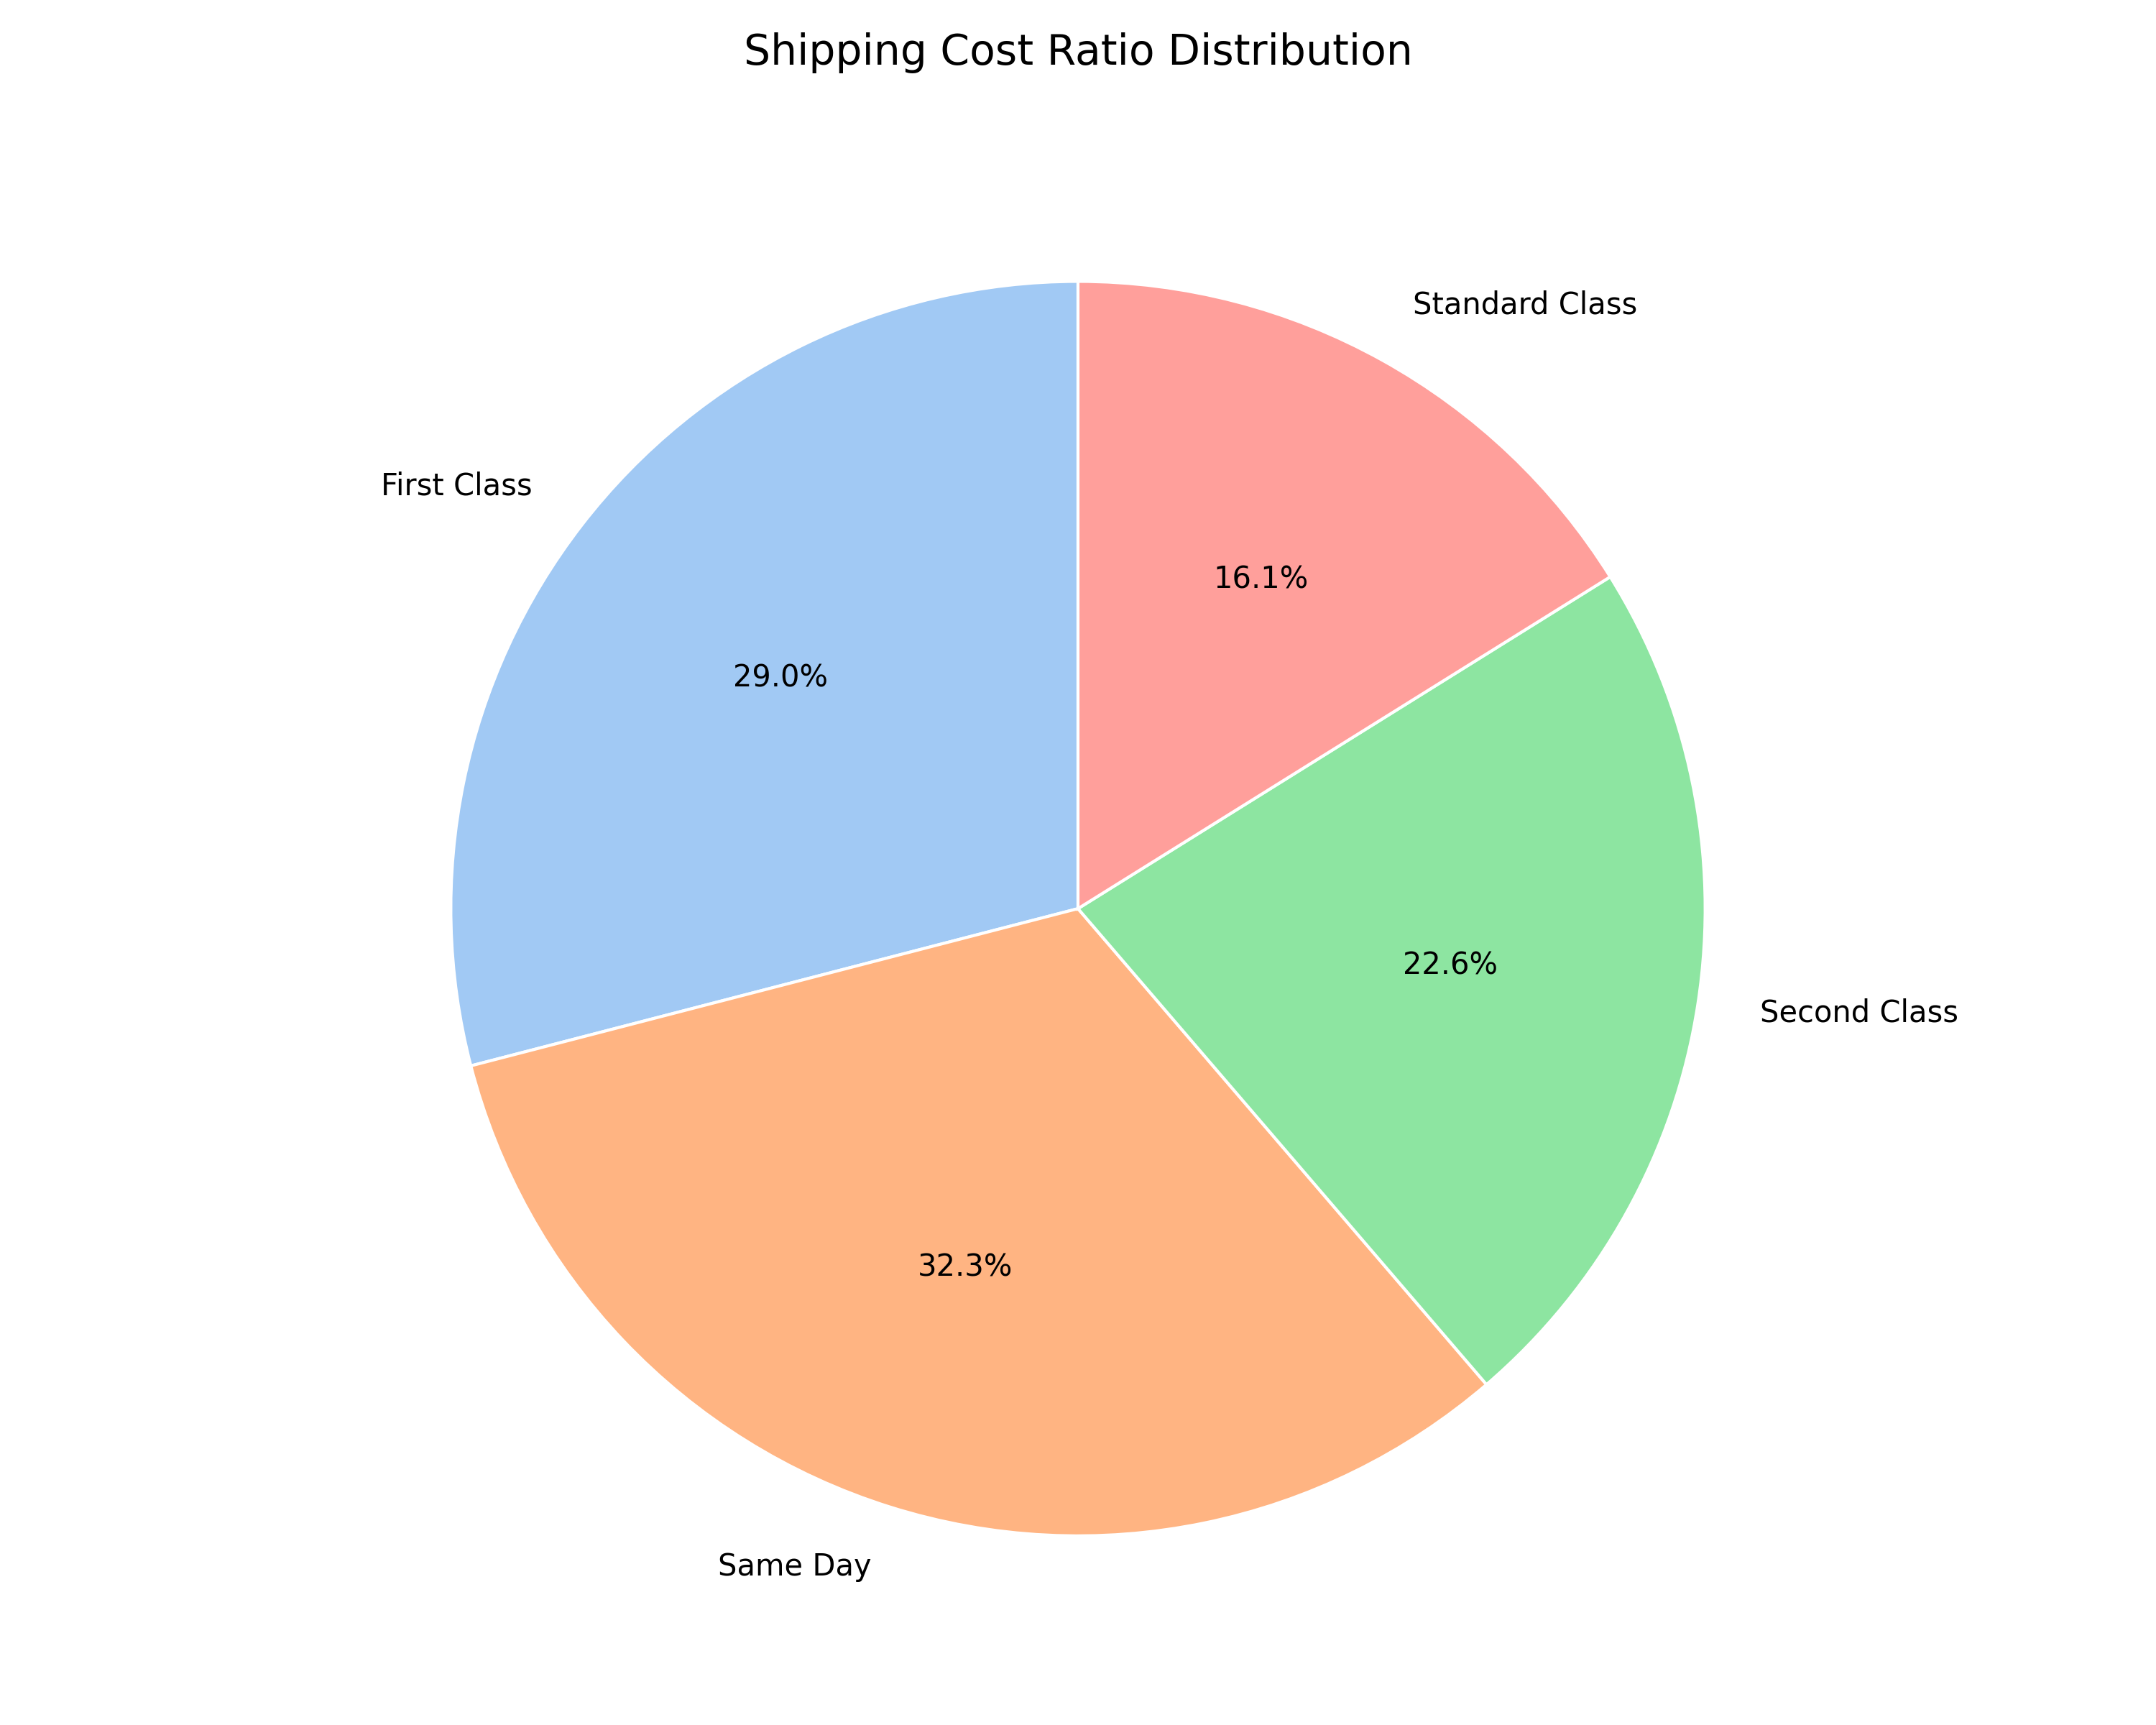 Shipping Cost Ratio Distribution
Standard Class
First Class
16.1%
29.0%
22.6%
Second Class
32.3%
Same Day